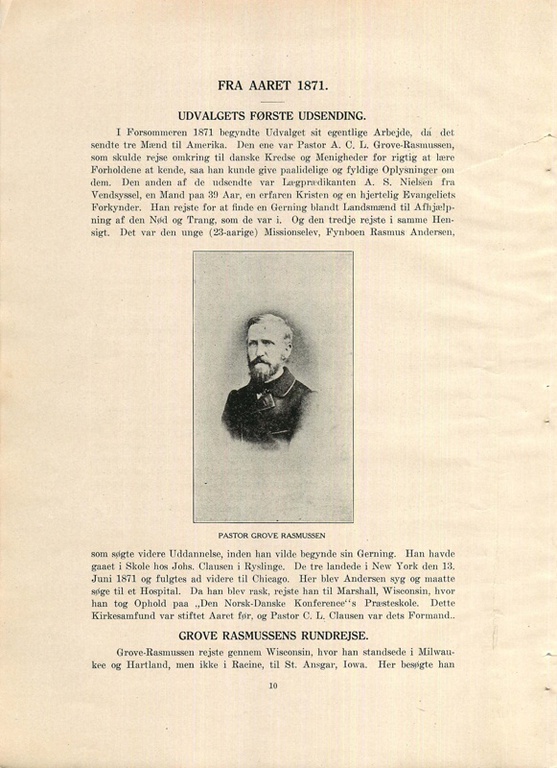 FRA AARET 1871.
UDVALGETS FØRSTE UDSENDING.
I Forsommeren 1871 begyndte Udvalget sit egentlige Arbejde, da det
sendte tre Mænd til Amerika. Den ene var Pastor A. C. L. Grove-Rasmussen,
som skulde rejse omkring til danske Kredse og Menigheder for rigtig at lære
Forholdene at kende, saa han kunde give paalidelige og fyldige Oplysninger om
dem. Den anden af de udsendte var Lægprædikanten A. S. Nielsen fra
Vendsyssel, en Mand paa 39 Aar, en erfaren Kristen og en hjertelig Evangeliets
Forkynder. Han rejste for at finde en Gerning blandt Landsmænd til Afhjælp-
ning af den Nød og Trang, som de var i. Og den tredje rejste i samme Hen-
sigt. Det var den unge (23-aarige) Missionselev, Fynboen Rasmus Andersen,
PASTOR GROVE RASMUSSEN
som søgte videre Uddannelse, inden han vilde begynde sin Gerning. Han havde
gaaet i Skole hos Johs. Clausen i Ryslinge. De tre landede i New York den 13.
Juni 1871 og fulgtes ad videre til Chicago. Her blev Andersen syg og maatte
søge til et Hospital. Da han blev rask, rejste han til Marshall, Wisconsin, hvor
han tog Ophold paa „Den Norsk-Danske Konference"s Præsteskole. Dette
Kirkesamfund var stiftet Aaret før, og Pastor C. L. Clausen var dets Formand..
GROVE RASMUSSENS RUNDREJSE.
Grove-Rasmussen rejste gennem Wisconsin, hvor han standsede i Milwau-
kee og Hartland, men ikke i Racine, til St. Ansgar, Iowa. Her besøgte han
10